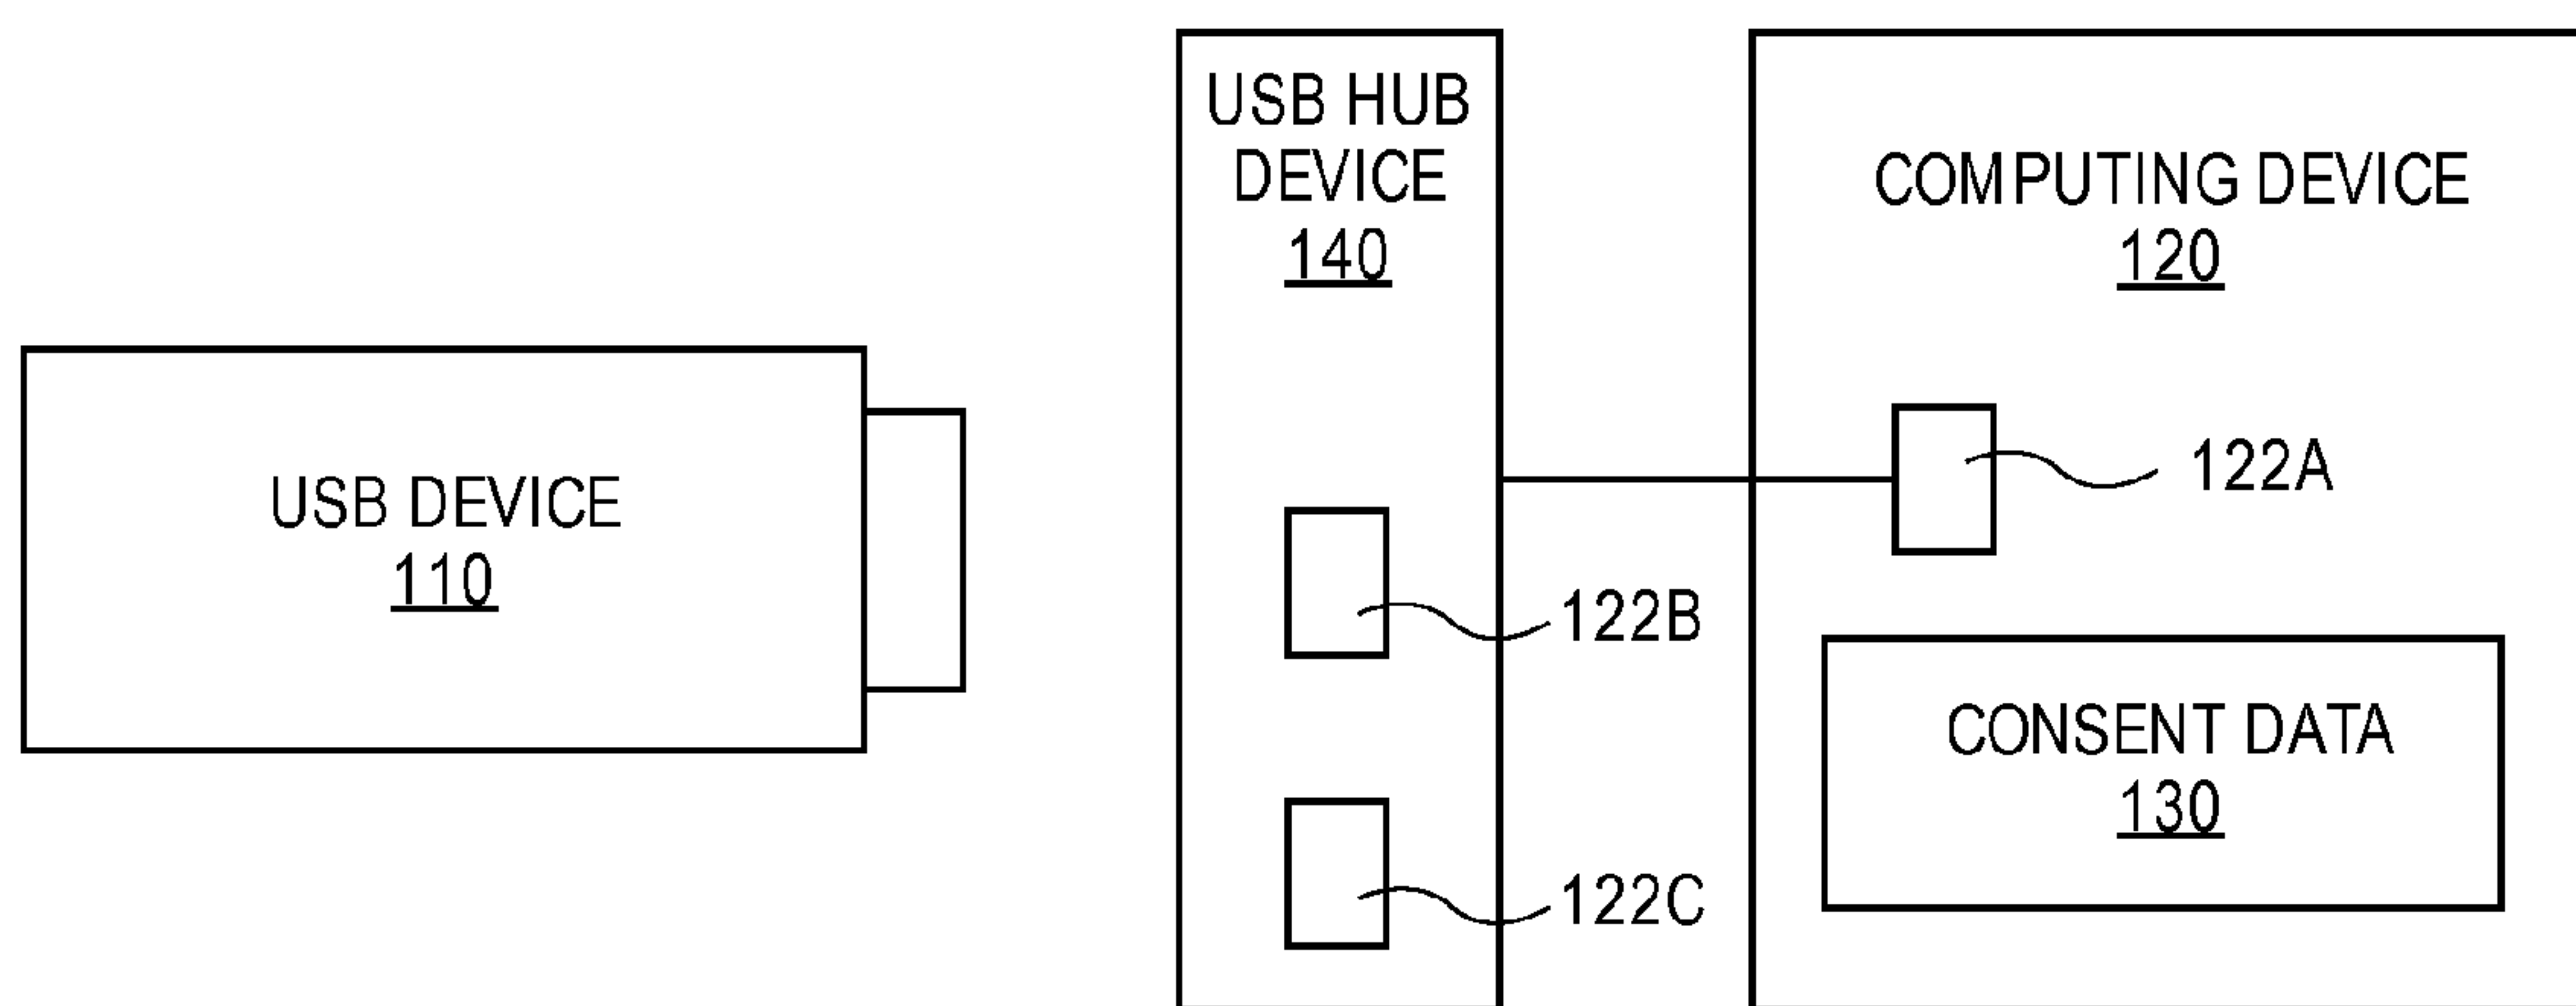 USB DEVICE
110
USB HUB
DEVICE
140
122B
122C
COMPUTING DEVICE
120
122A
CONSENT DATA
130